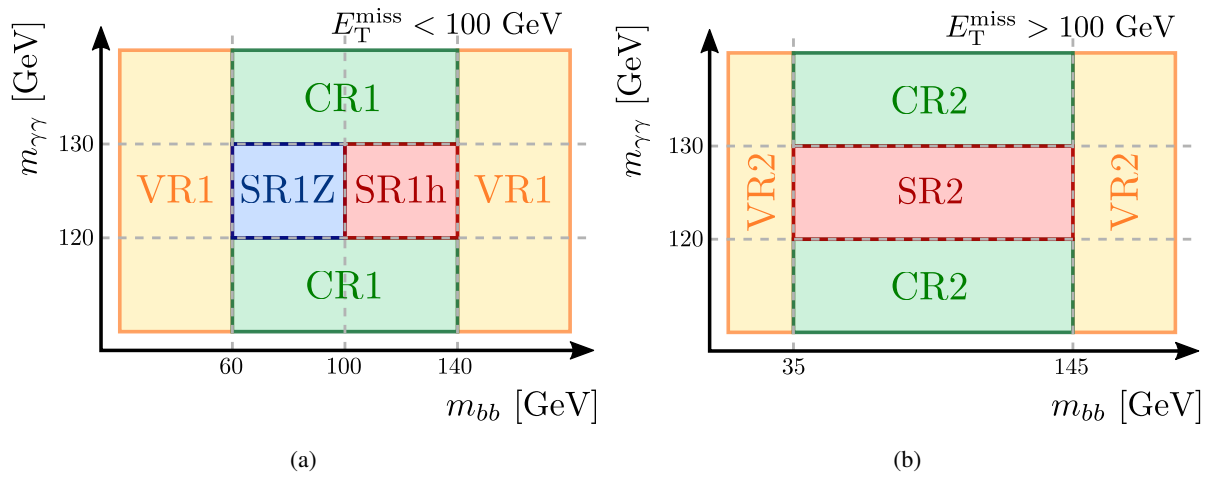 E_T^miss < 100 GeV
m_γγ [GeV]
CR1
130
VR1 SR1Z SR1h VR1
120
CR1
60 100 140
m_bb [GeV]
(a)
E_T^miss > 100 GeV
m_γγ [GeV]
CR2
130
VR2 SR2 VR2
120
CR2
35 145
m_bb [GeV]
(b)